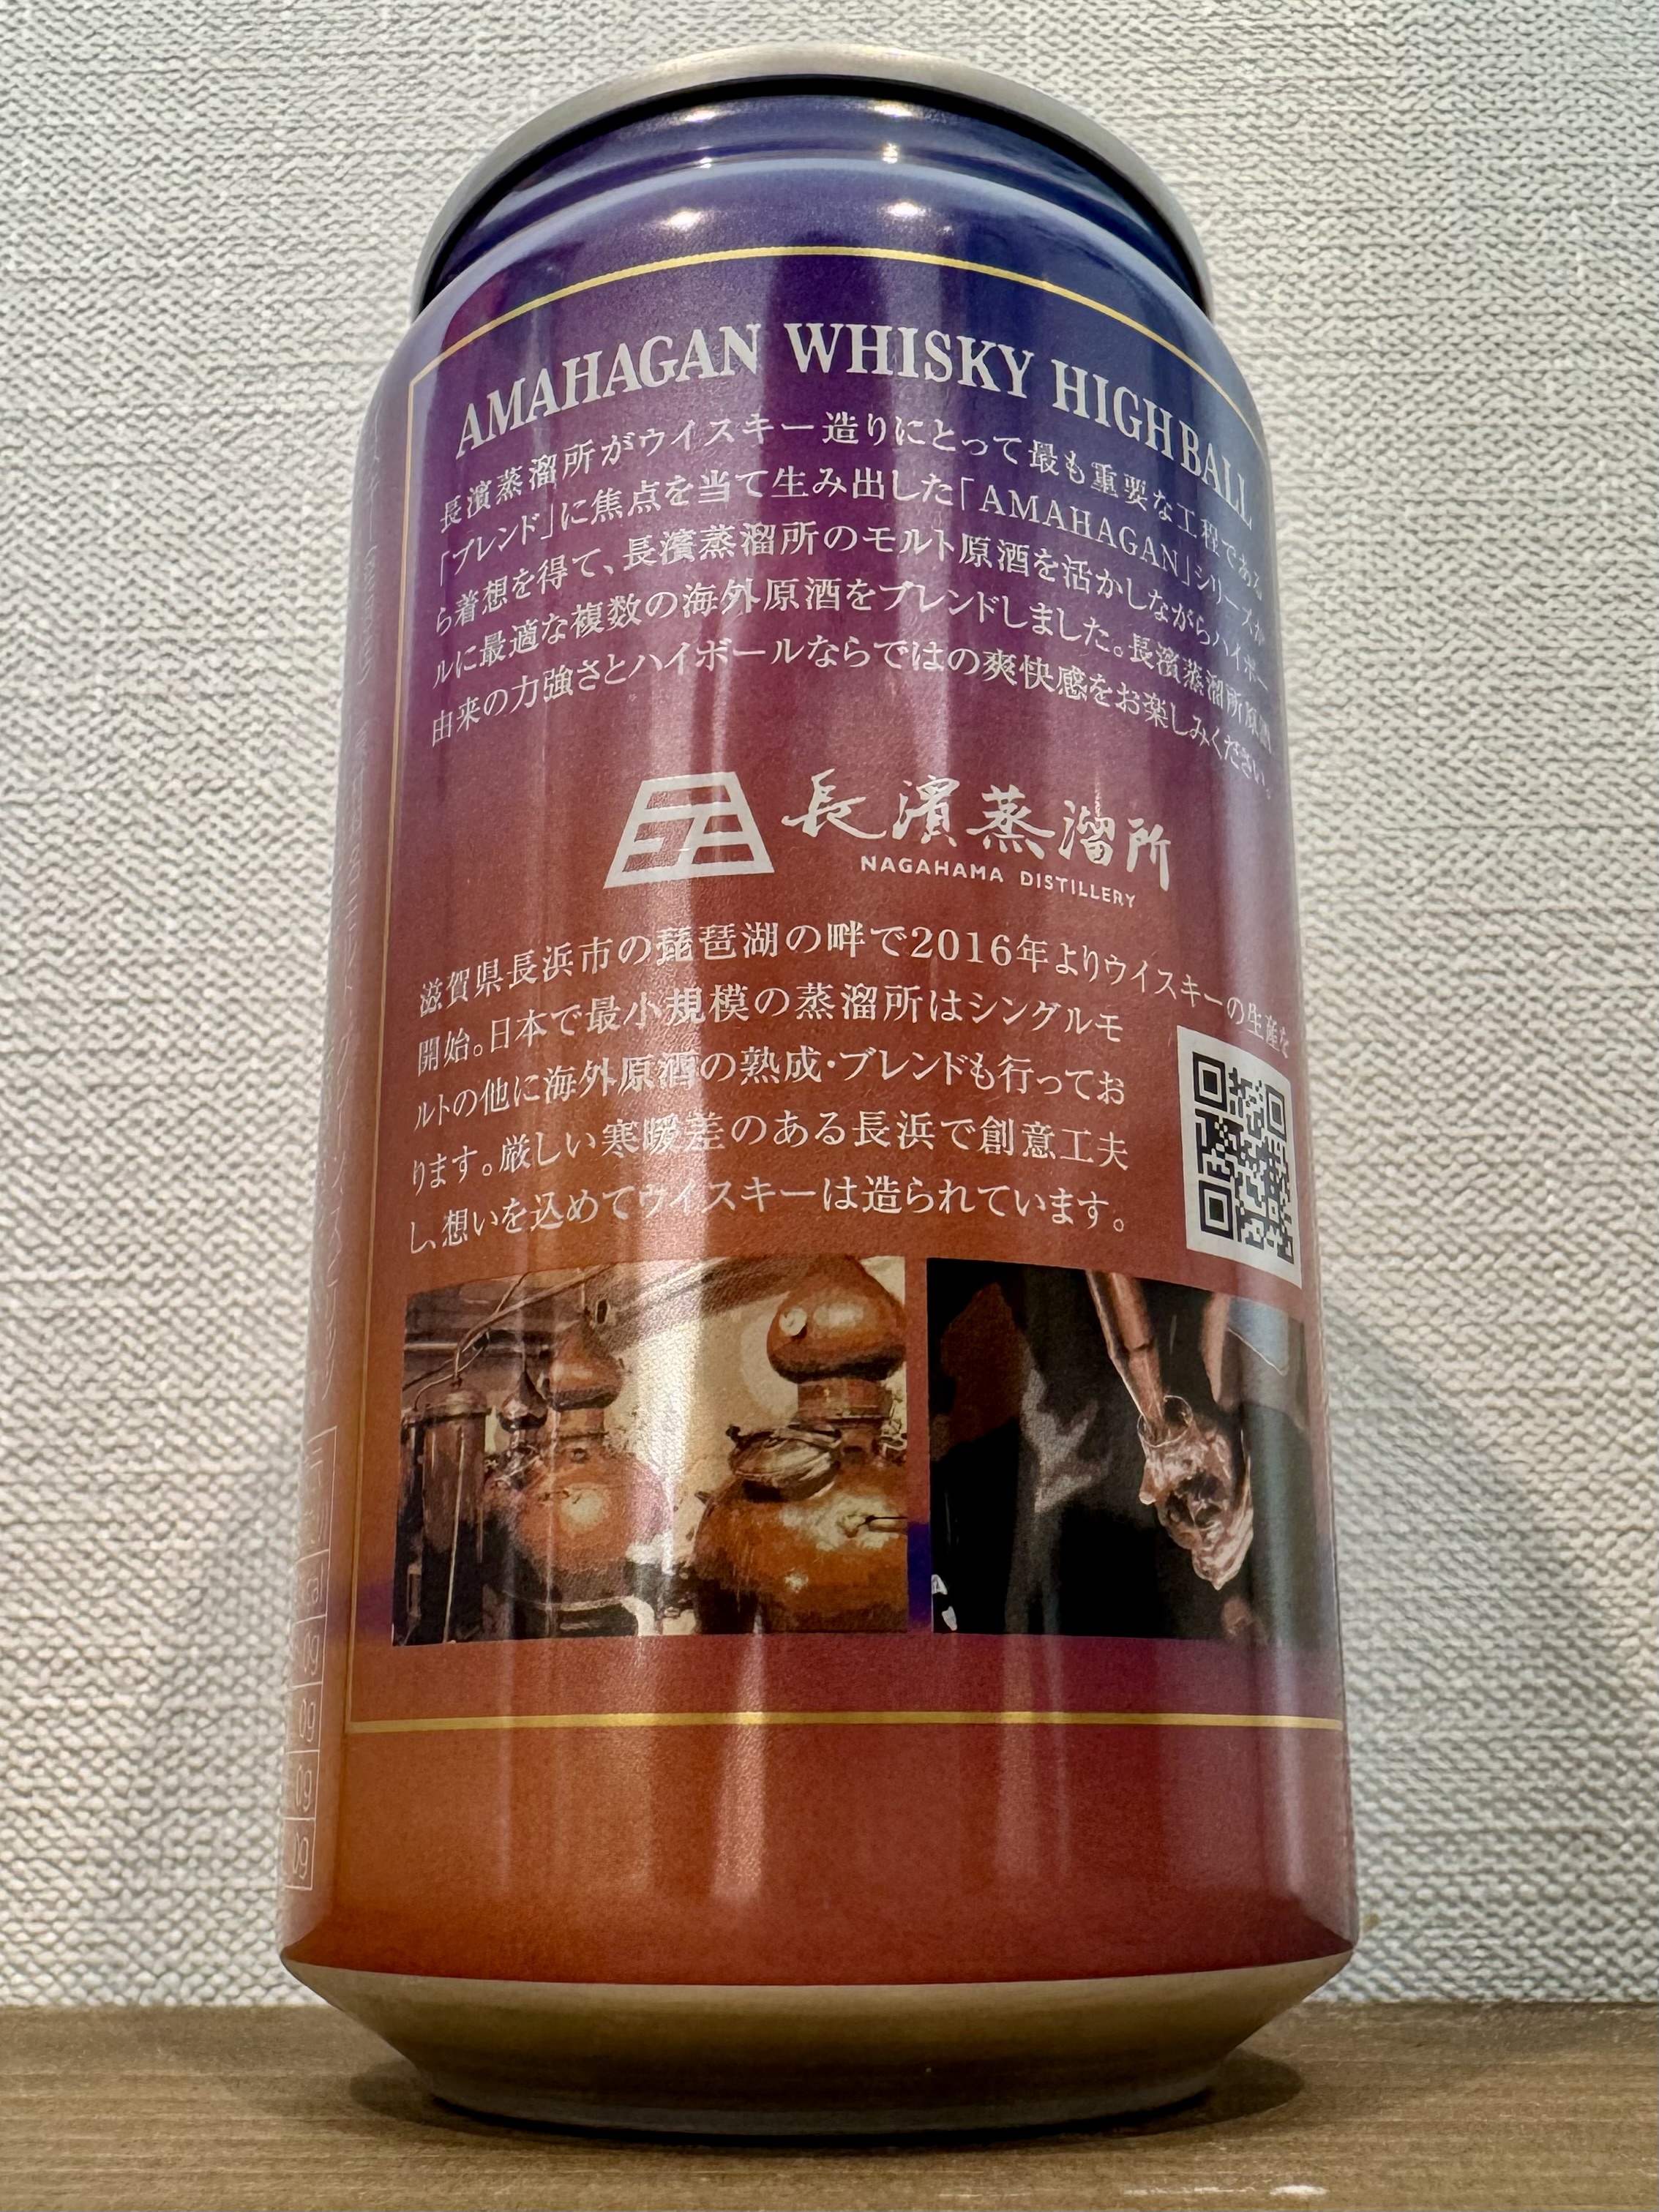 AMAHAGAN WHISKY HIGHBALL
長濱蒸溜所がウイスキー造りにとって最も重要な工程である
「ブレンド」に焦点を当て生み出した「AMAHAGAN」シリーズか
ら着想を得て、長濱蒸溜所のモルト原酒を活かしながらハイボー
ルに最適な複数の海外原酒をブレンドしました。長濱蒸溜所原酒
由来の力強さとハイボールならではの爽快感をお楽しみください。
長濱蒸溜所
NAGAHAMA DISTILLERY
滋賀県長浜市の琵琶湖の畔で2016年よりウイスキーの生産を
開始。日本で最小規模の蒸溜所はシングルモ
ルトの他に海外原酒の熟成・ブレンドも行ってお
ります。厳しい寒暖差のある長浜で創意工夫
し、想いを込めてウイスキーは造られています。
0g
0g
0g
0g